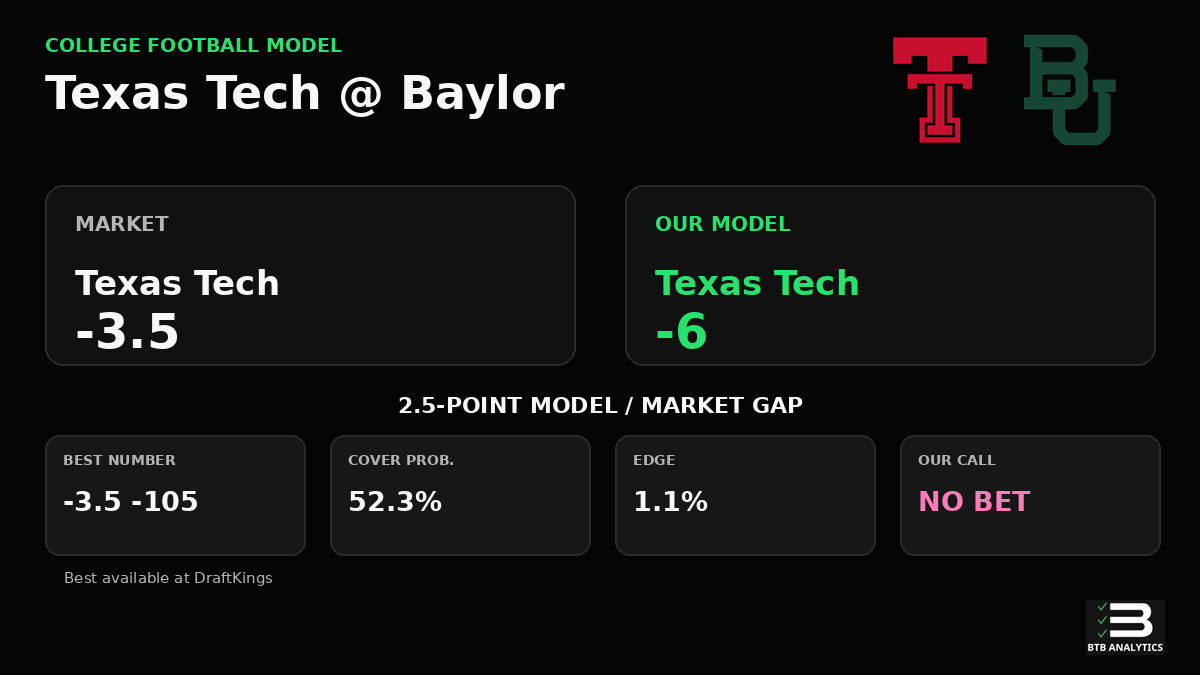 COLLEGE FOOTBALL MODEL
Texas Tech @ Baylor
MARKET
Texas Tech
-3.5
OUR MODEL
Texas Tech
-6
2.5-POINT MODEL / MARKET GAP
BEST NUMBER
-3.5 -105
COVER PROB.
52.3%
EDGE
1.1%
OUR CALL
NO BET
Best available at DraftKings
BTB ANALYTICS